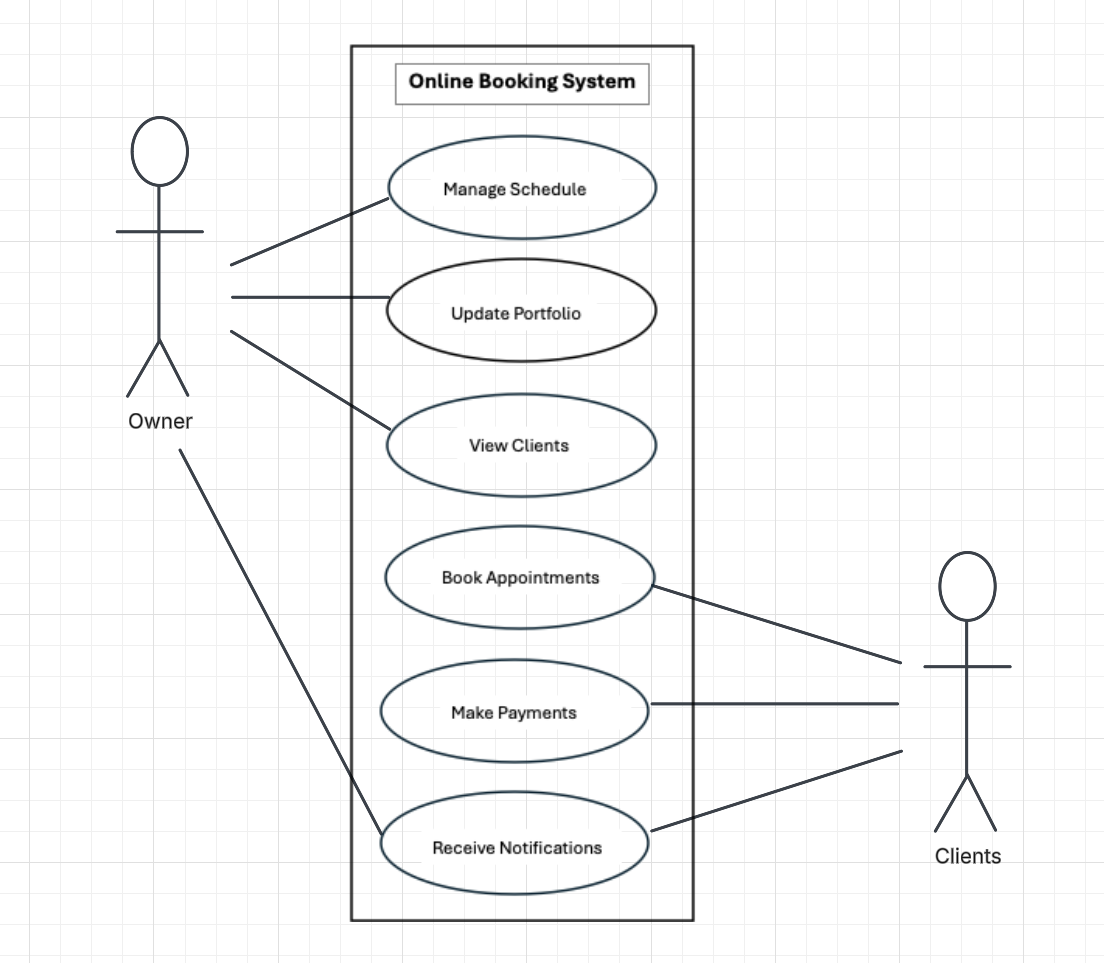 Online Booking System
Manage Schedule
Update Portfolio
Owner
View Clients
Book Appointments
Make Payments
Receive Notifications
Clients